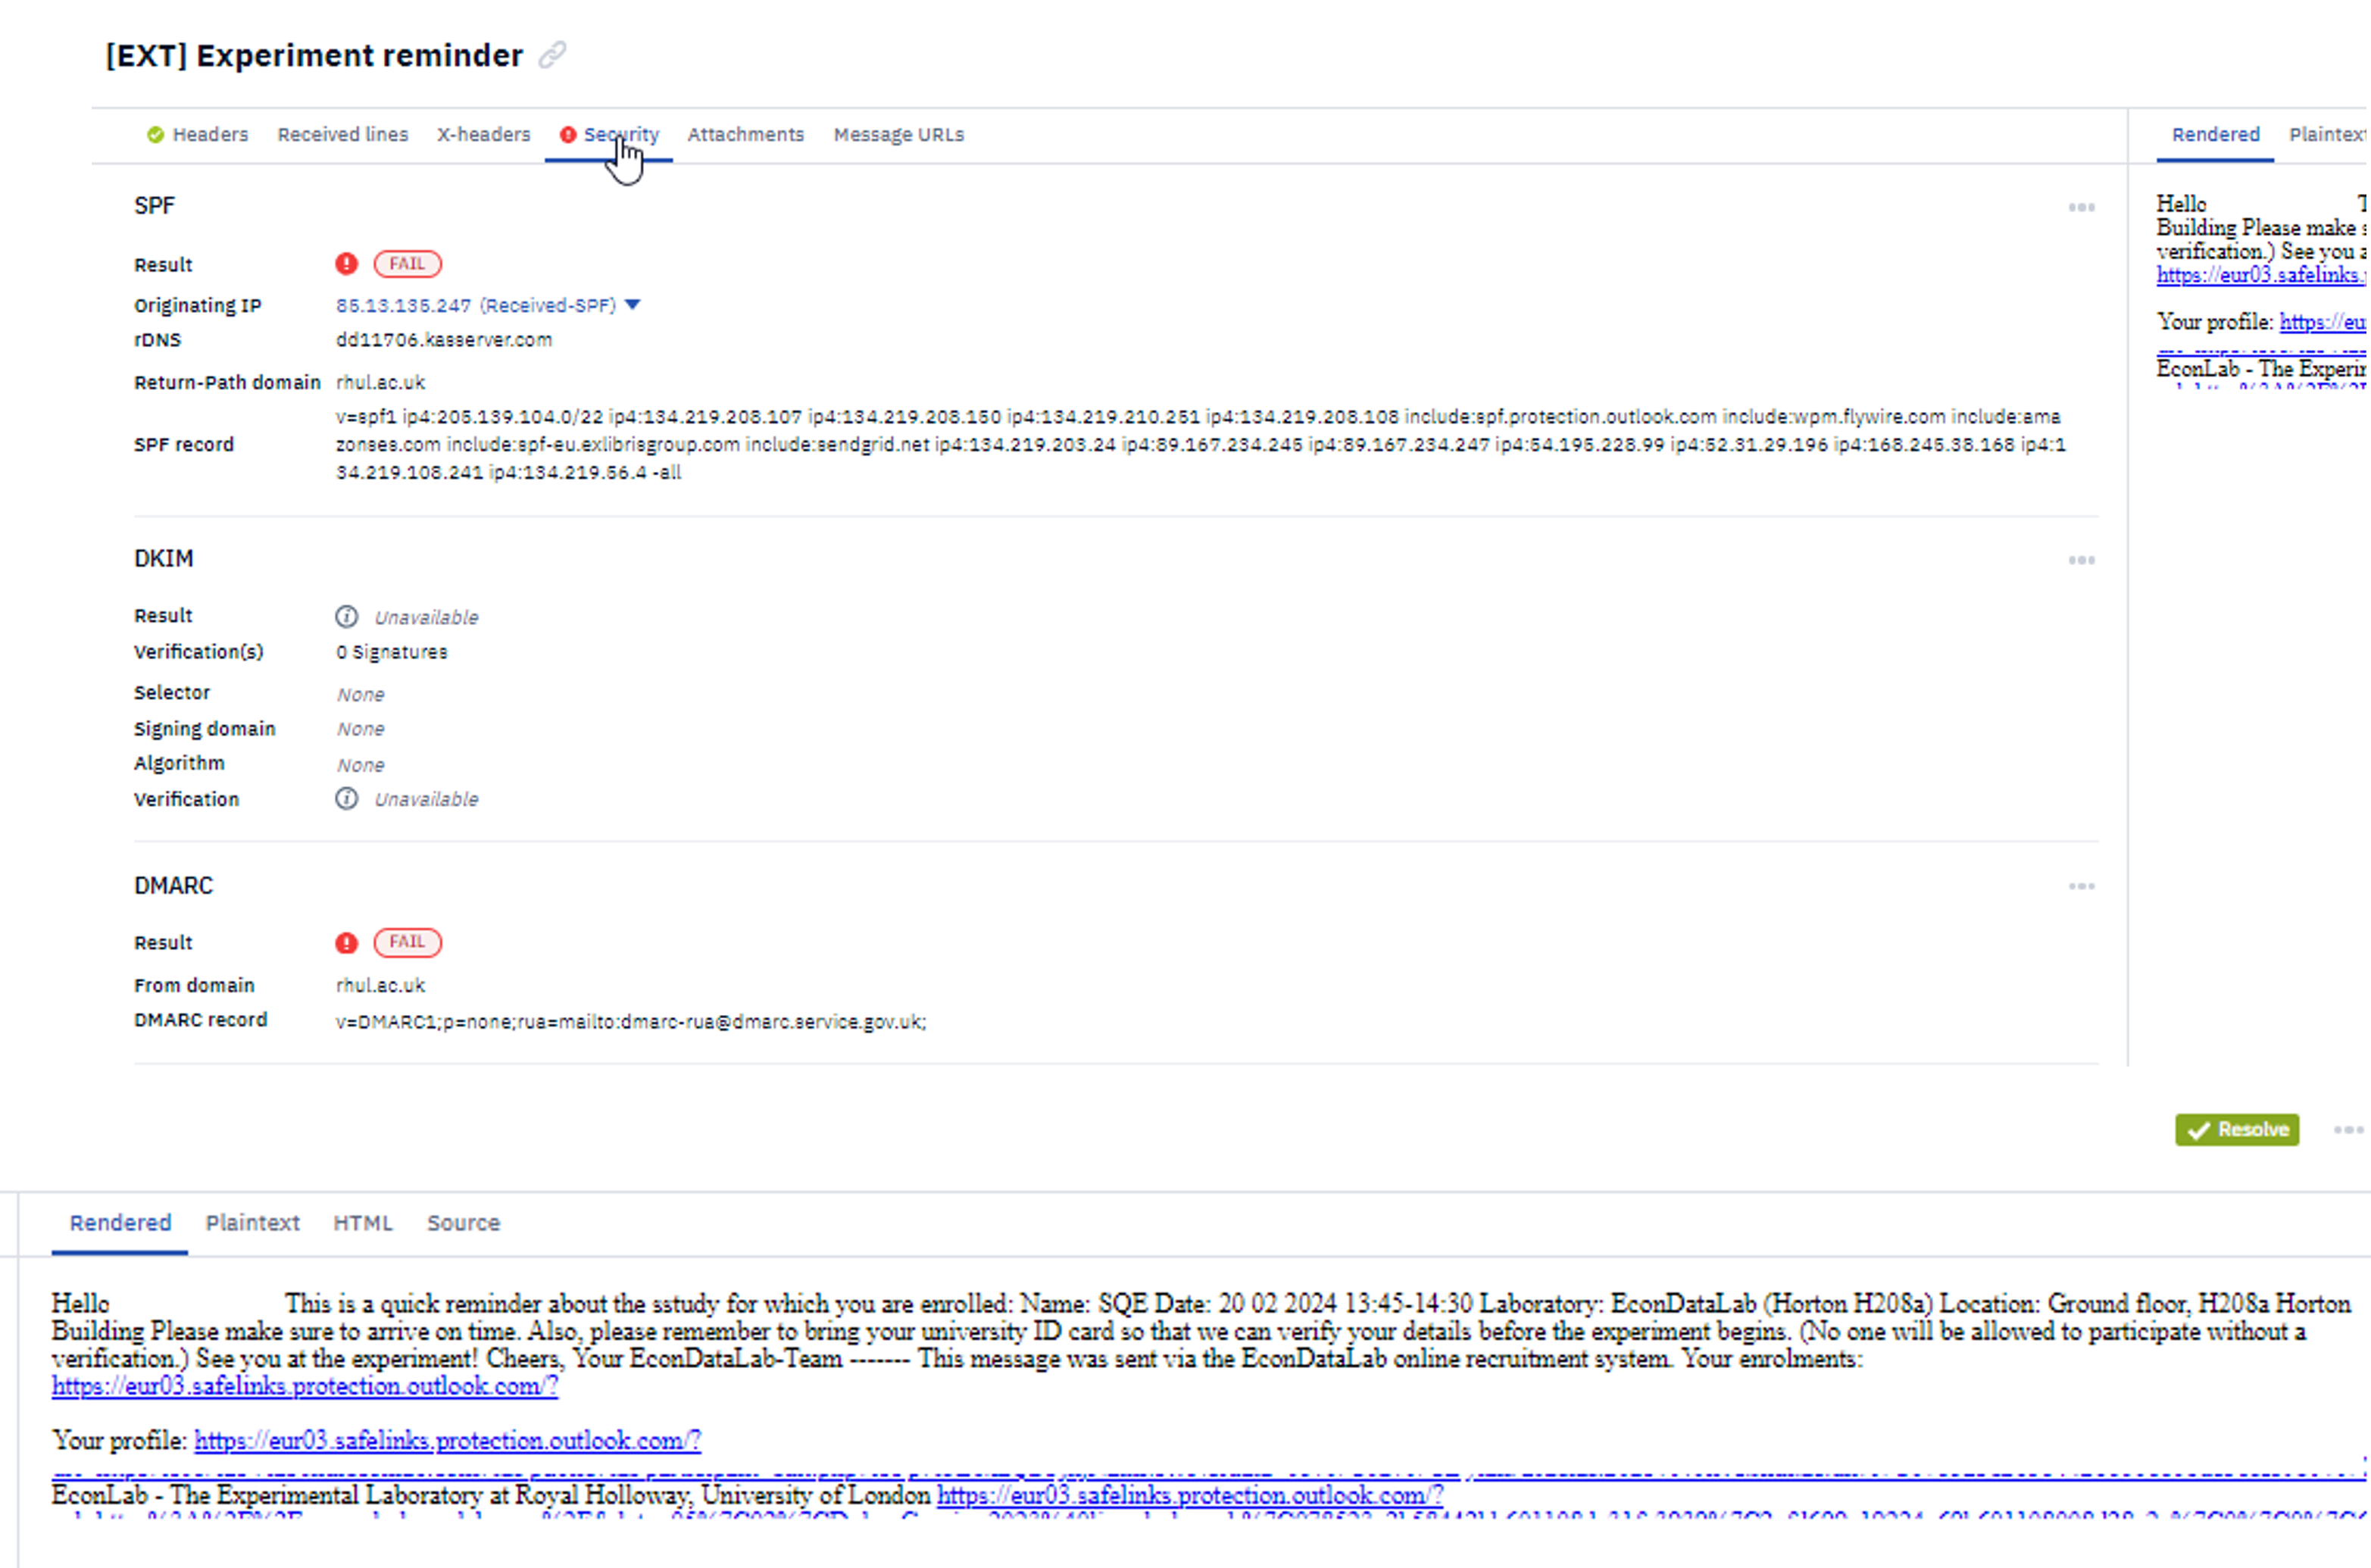 [EXT] Experiment reminder
Headers Received lines X-headers Security Attachments Message URLs
SPF
Result FAIL
Originating IP 85.13.135.247 (Received-SPF)
rDNS dd11706.kasserver.com
Return-Path domain rhul.ac.uk
v=spf1 ip4:205.139.104.0/22 ip4:134.219.208.107 ip4:134.219.208.150 ip4:134.219.210.251 ip4:134.219.208.108 include:spf.protection.outlook.com include:wpm.flywire.com include:ama
SPF record zonses.com include:spf-eu.exlibrisgroup.com include:sendgrid.net ip4:134.219.203.24 ip4:89.167.234.245 ip4:89.167.234.247 ip4:54.195.228.99 ip4:52.31.29.196 ip4:168.245.38.168 ip4:1
34.219.108.241 ip4:134.219.56.4 -all
DKIM
Result Unavailable
Verification(s) 0 Signatures
Selector None
Signing domain None
Algorithm None
Verification Unavailable
DMARC
Result FAIL
From domain rhul.ac.uk
DMARC record v=DMARC1;p=none;rua=mailto:dmarc-rua@dmarc.service.gov.uk;
Rendered Plaintext
Hello
Building Please make
verification.) See you a
https://eur03.safelinks.
Your profile: https://eu
EconLab - The Experi
Resolve
Rendered Plaintext HTML Source
Hello This is a quick reminder about the sstudy for which you are enrolled: Name: SQE Date: 20 02 2024 13:45-14:30 Laboratory: EconDataLab (Horton H208a) Location: Ground floor, H208a Horton
Building Please make sure to arrive on time. Also, please remember to bring your university ID card so that we can verify your details before the experiment begins. (No one will be allowed to participate without a
verification.) See you at the experiment! Cheers, Your EconDataLab-Team ------- This message was sent via the EconDataLab online recruitment system. Your enrolments:
https://eur03.safelinks.protection.outlook.com/?
Your profile: https://eur03.safelinks.protection.outlook.com/?
EconLab - The Experimental Laboratory at Royal Holloway, University of London https://eur03.safelinks.protection.outlook.com/?